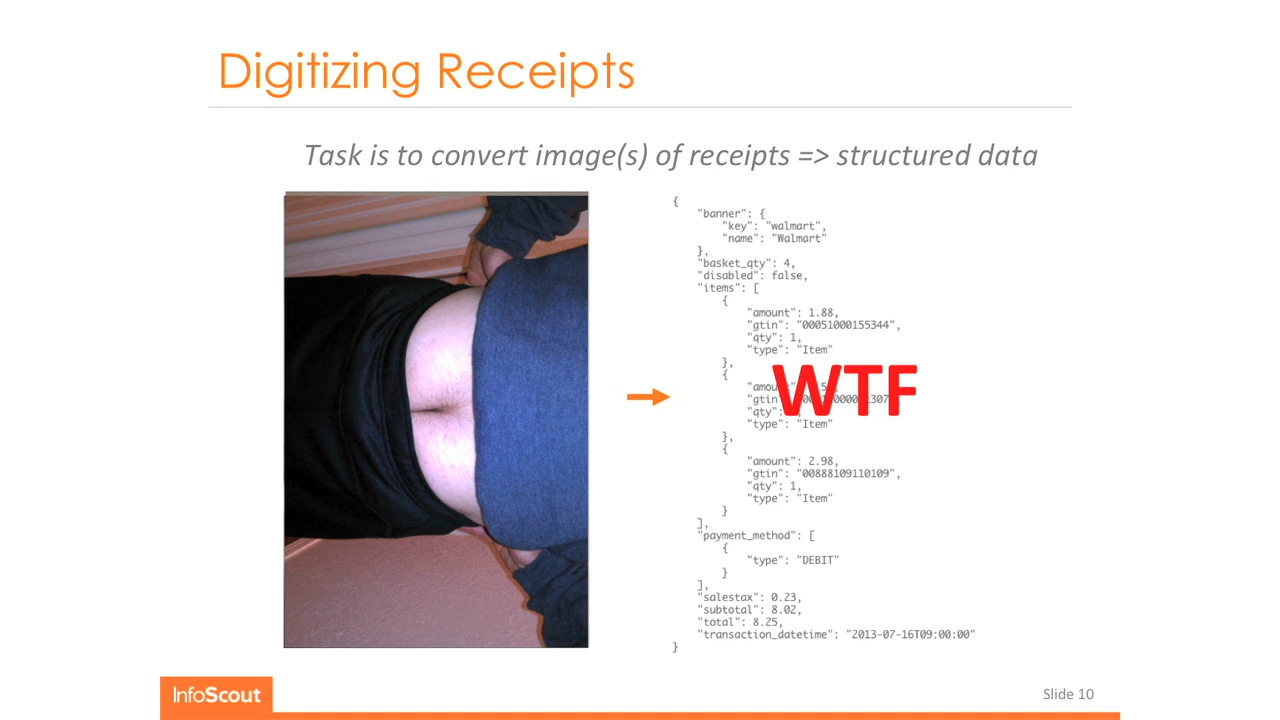 Digitizing Receipts
Task is to convert image(s) of receipts => structured data
{
"banner": {
"key": "walmart",
"name": "Walmart"
},
"basket_qty": 4,
"disabled": false,
"items": [
{
"amount": 1.88,
"gtin": "00051000155344",
"qty": 1,
"type": "Item"
},
{
WTF
"qty":
"type": "Item"
},
{
"amount": 2.98,
"gtin": "00888109110109",
"qty": 1,
"type": "Item"
}
],
"payment_method": [
{
"type": "DEBIT"
}
],
"salestax": 0.23,
"subtotal": 8.02,
"total": 8.25,
"transaction_datetime": "2013-07-16T09:00:00"
}
InfoScout
Slide 10